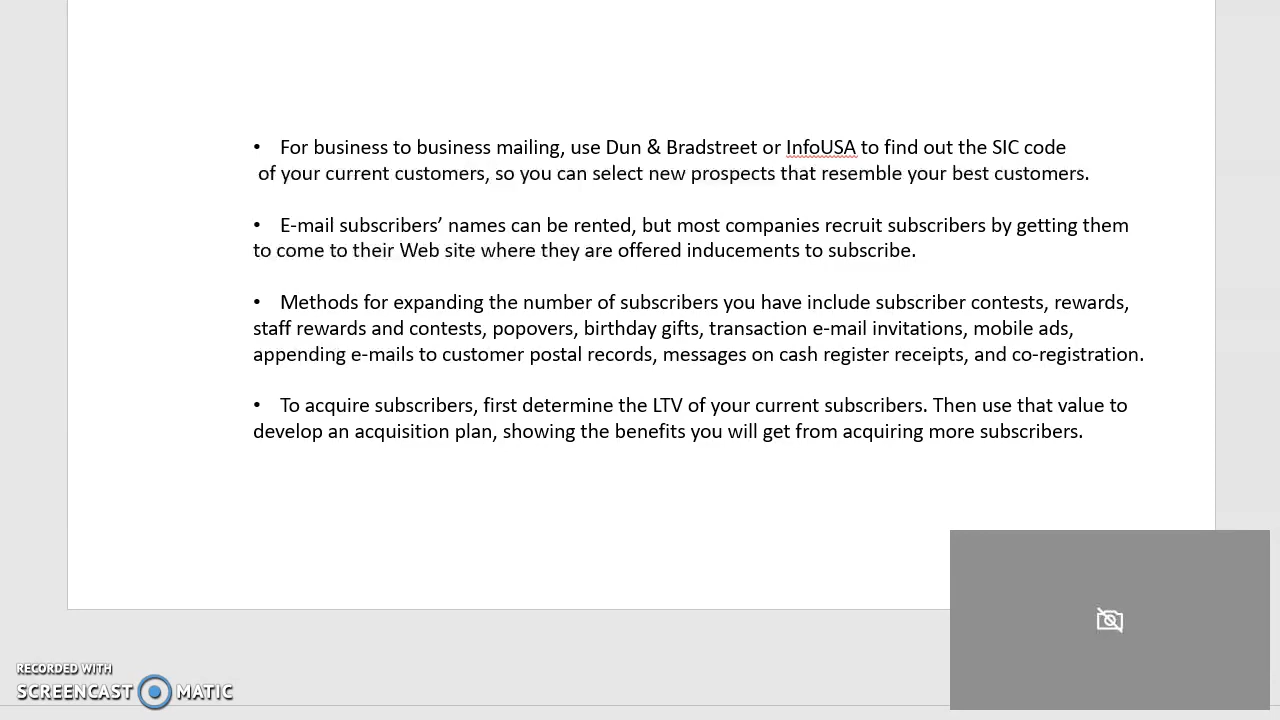 • For business to business mailing, use Dun & Bradstreet or InfoUSA to find out the SIC code
of your current customers, so you can select new prospects that resemble your best customers.
• E-mail subscribers’ names can be rented, but most companies recruit subscribers by getting them
to come to their Web site where they are offered inducements to subscribe.
• Methods for expanding the number of subscribers you have include subscriber contests, rewards,
staff rewards and contests, popovers, birthday gifts, transaction e-mail invitations, mobile ads,
appending e-mails to customer postal records, messages on cash register receipts, and co-registration.
• To acquire subscribers, first determine the LTV of your current subscribers. Then use that value to
develop an acquisition plan, showing the benefits you will get from acquiring more subscribers.
RECORDED WITH
SCREENCAST MATIC